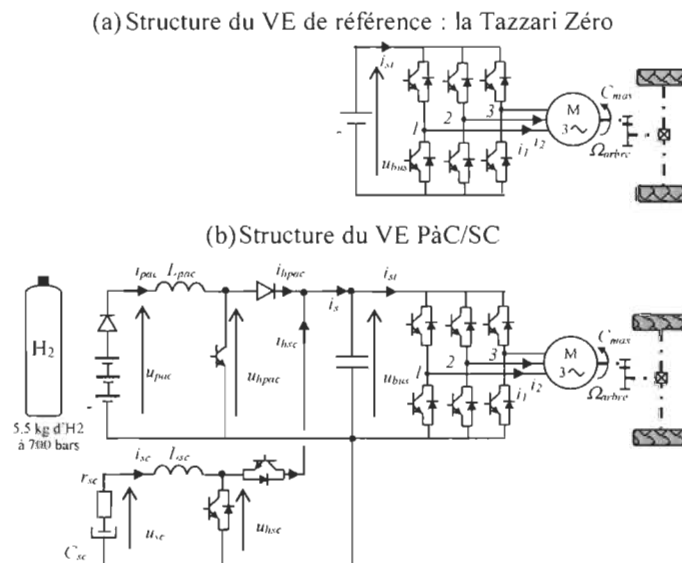 (a) Structure du VE de référence : la Tazzari Zéro
i_st
u_bus
1
2
3
i_1 i_2
M
3~
C_max
Ω_arbre
(b) Structure du VE PàC/SC
H2
5.5 kg d'H2
à 700 bars
i_pac
L_pac
i_hpac
i_s
i_st
u_pac
u_hpac
i_hsc
u_bus
1
2
3
i_1
i_2
M
3~
C_max
Ω_arbre
r_sc
i_sc
L_sc
C_sc
u_sc
u_hsc